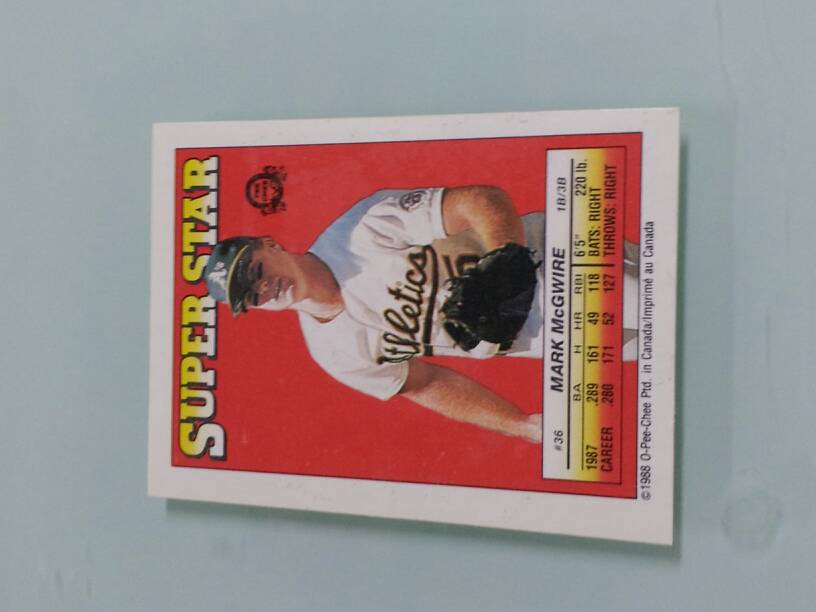 SUPER STAR
O-PEE-CHEE
A's
Athletics
#36 MARK McGWIRE 1B/3B
BA H HR RBI 6'5" 220 lb.
1987 .289 161 49 118 BATS: RIGHT
CAREER .280 171 52 127 THROWS: RIGHT
©1988 O-Pee-Chee Ptd. in Canada/Imprimé au Canada